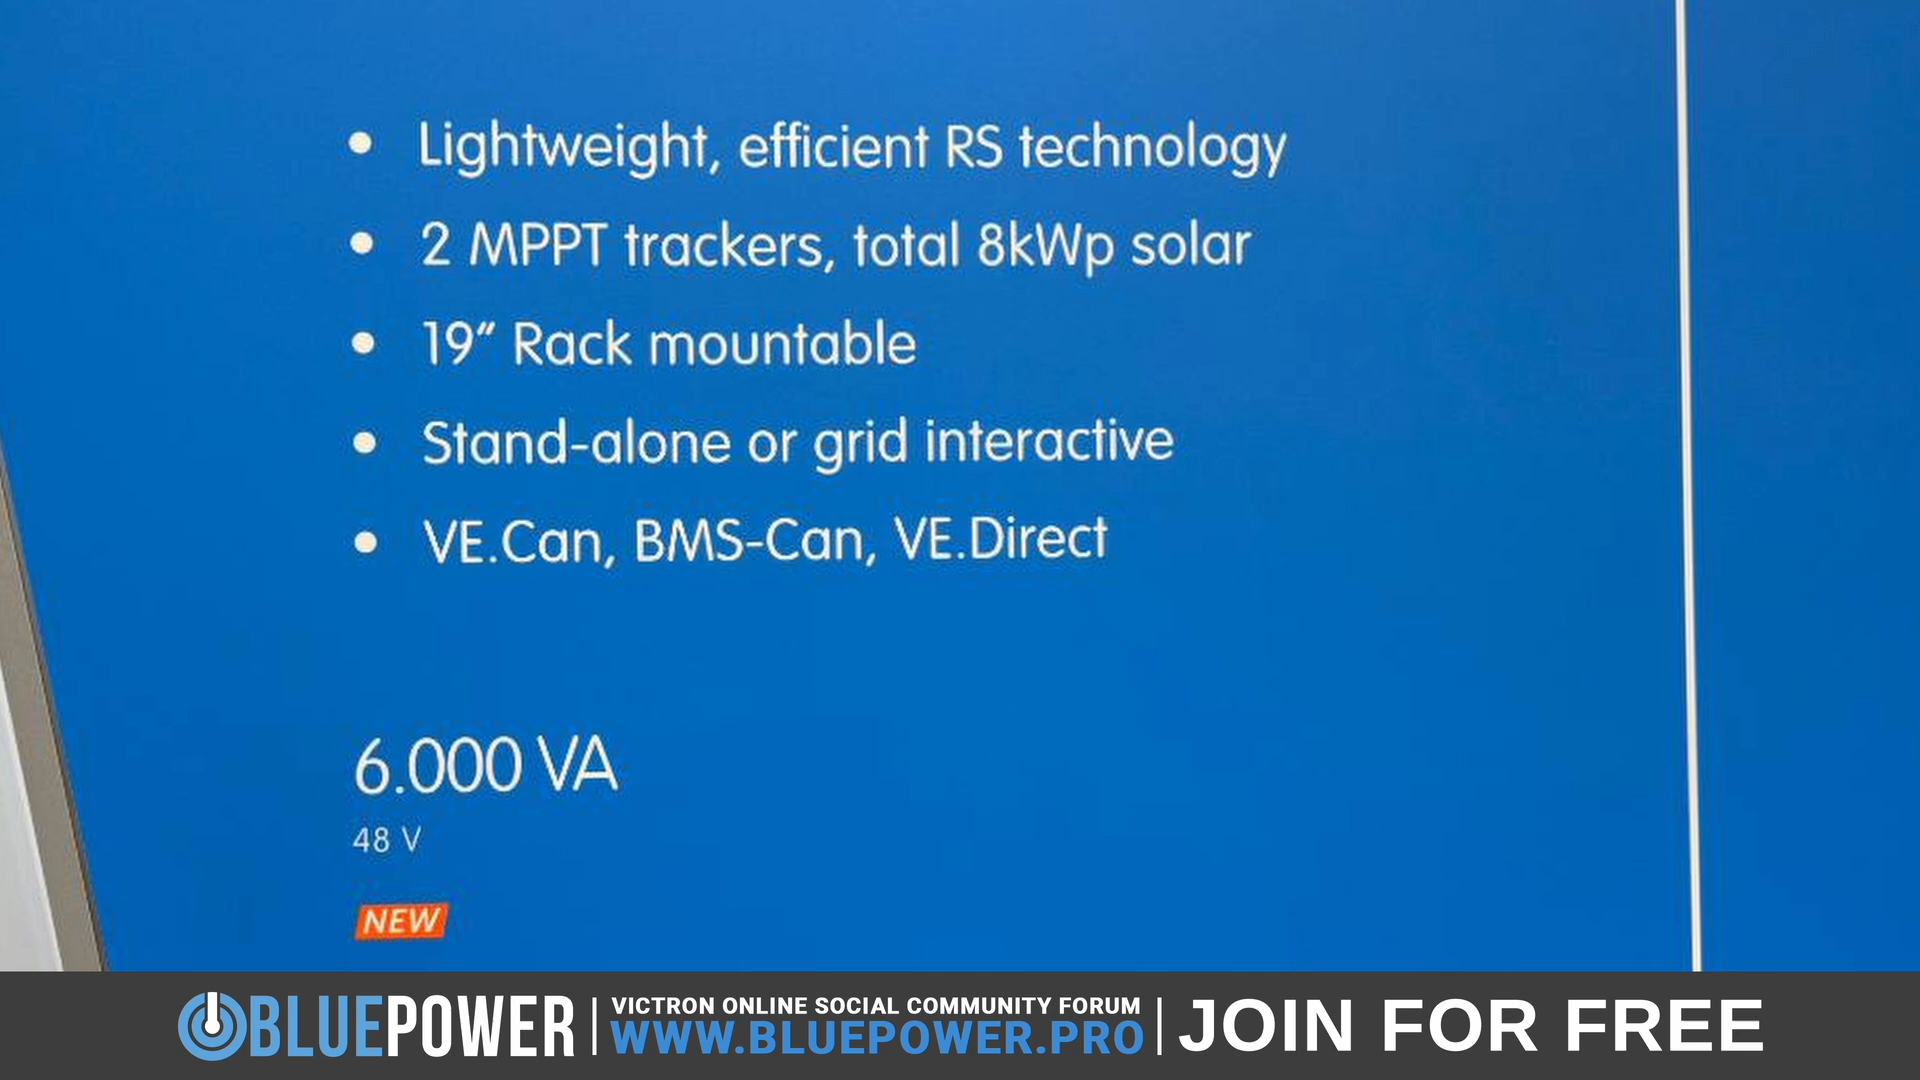 • Lightweight, efficient RS technology
• 2 MPPT trackers, total 8kWp solar
• 19“ Rack mountable
• Stand-alone or grid interactive
• VE.Can, BMS-Can, VE.Direct
6.000 VA
48 V
NEW
BLUEPOWER
VICTRON ONLINE SOCIAL COMMUNITY FORUM
WWW.BLUEPOWER.PRO
JOIN FOR FREE